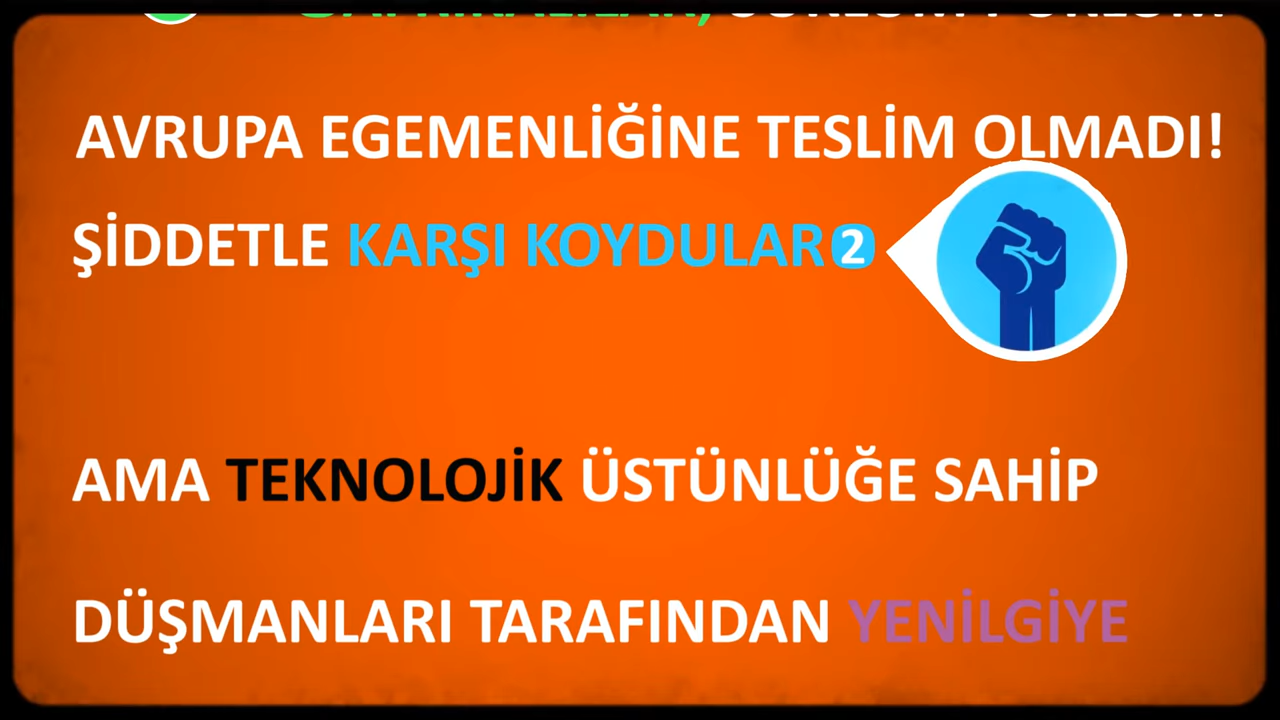 AVRUPA EGEMENLİĞİNE TESLİM OLMADI!
ŞİDDETLE KARŞI KOYDULAR 2
AMA TEKNOLOJİK ÜSTÜNLÜĞE SAHİP
DÜŞMANLARI TARAFINDAN YENİLGİYE